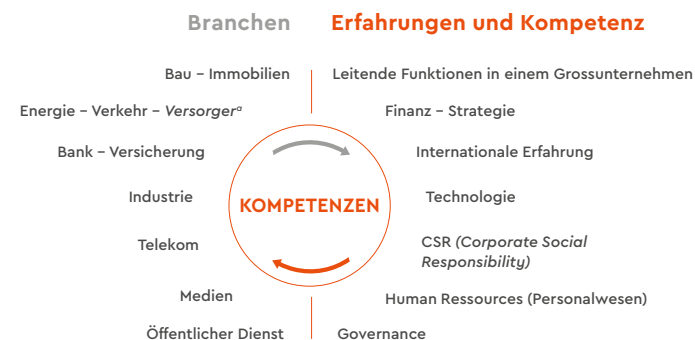 Branchen
Erfahrungen und Kompetenz
Bau – Immobilien
Leitende Funktionen in einem Grossunternehmen
Energie – Verkehr – Versorgerᵃ
Finanz – Strategie
Bank – Versicherung
Internationale Erfahrung
Industrie
KOMPETENZEN
Technologie
Telekom
CSR (Corporate Social
Responsibility)
Medien
Human Ressources (Personalwesen)
Öffentlicher Dienst
Governance